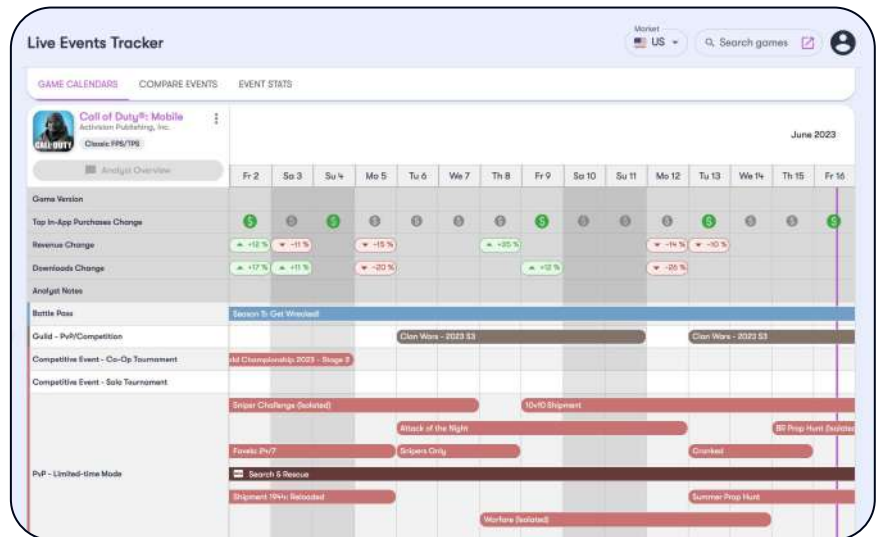 Live Events Tracker
Market
US
Search games
GAME CALENDARS COMPARE EVENTS EVENT STATS
Call of Duty®: Mobile
Activision Publishing, Inc.
Classic FPS/TPS
CALL DUTY
June 2023
Analyst Overview
Fr 2 Sa 3 Su 4 Mo 5 Tu 6 We 7 Th 8 Fr 9 Sa 10 Su 11 Mo 12 Tu 13 We 14 Th 15 Fr 16
Game Version
Top In-App Purchases Change
Revenue Change +12 % -11 % -15 % +35 % -14 % -10 %
Downloads Change +17 % +11 % -20 % +12 % -26 %
Analyst Notes
Battle Pass Season 5: Get Wrecked!
Guild - PvP/Competition Clan Wars - 2023 S3 Clan Wars - 2023 S3
Competitive Event - Co-Op Tournament ld Championship 2023 - Stage 3
Competitive Event - Solo Tournament
Sniper Challenge (Isolated) 10v10 Shipment
Attack of the Night BR Prop Hunt (Isolated
Favela 24/7 Snipers Only Cranked
PvP - Limited-time Mode Search & Rescue
Shipment 1944: Reloaded Summer Prop Hunt
Warfare (Isolated)